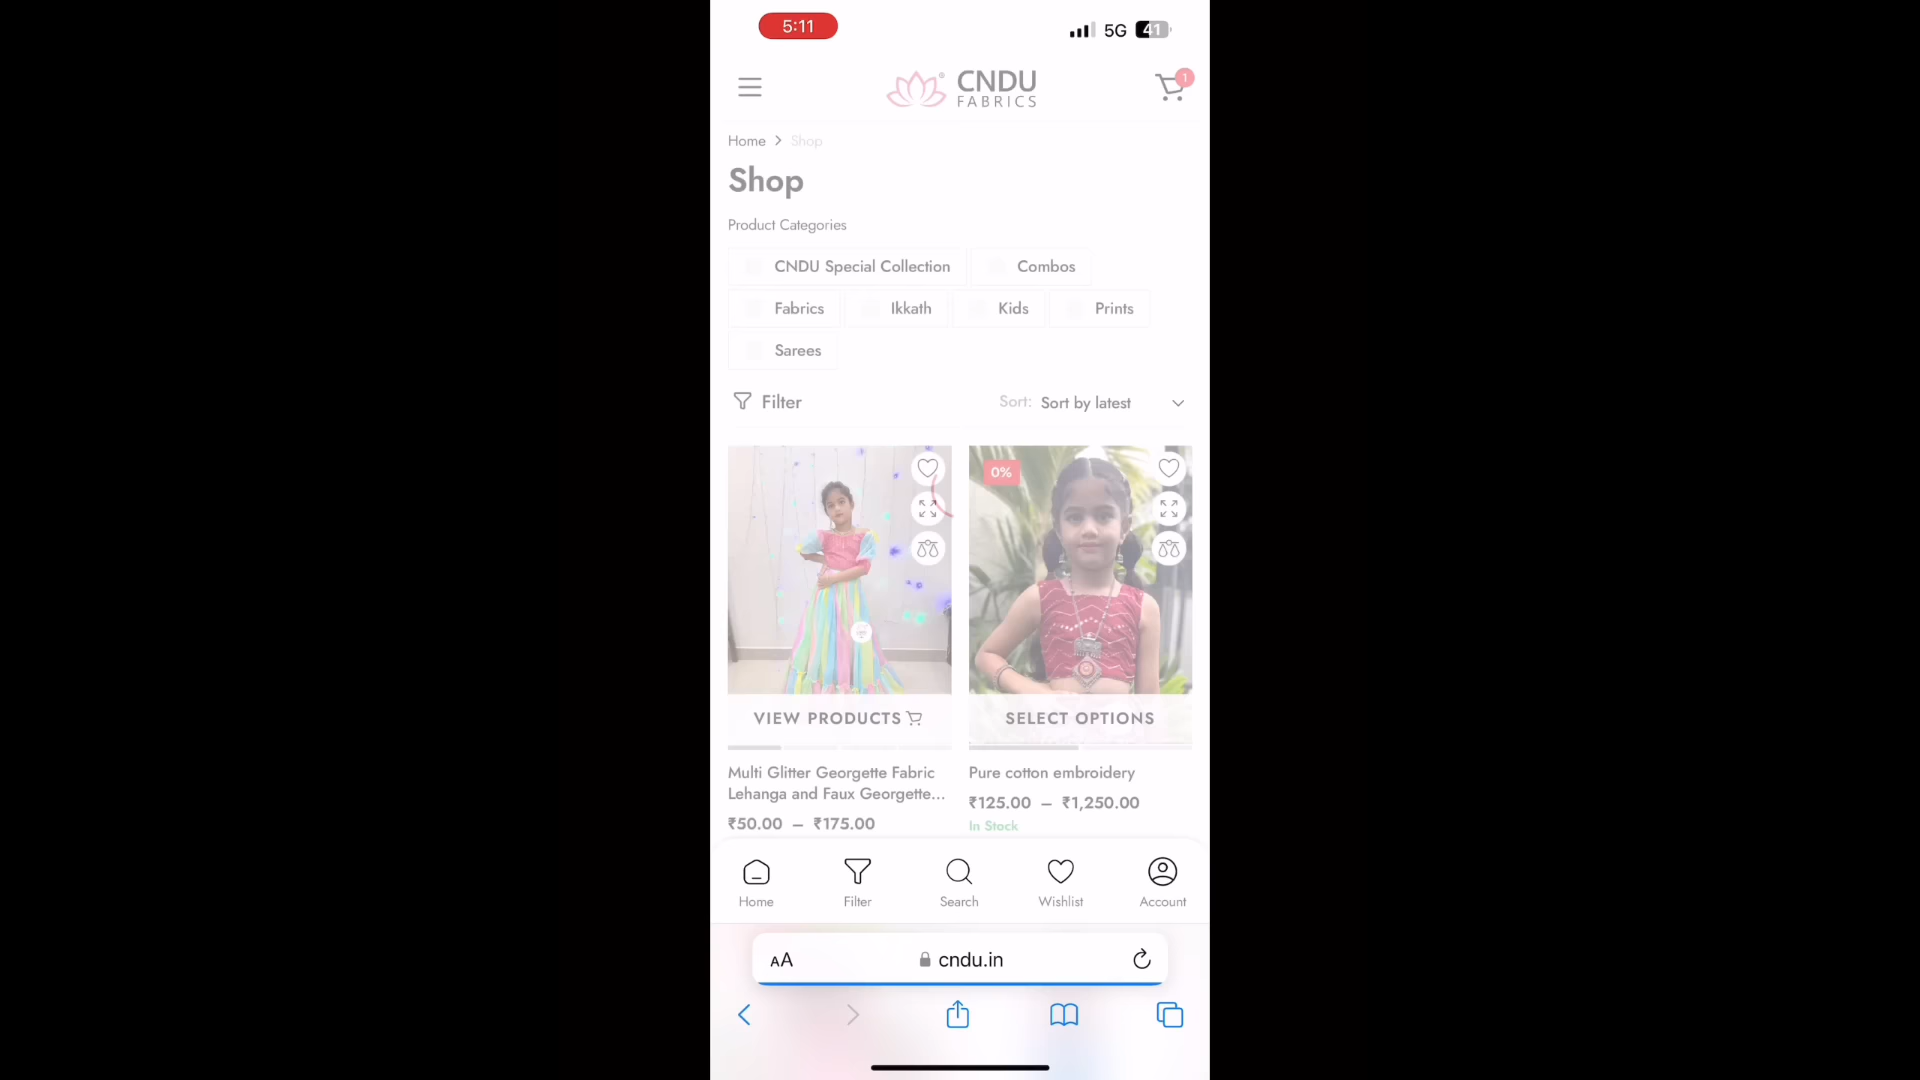 5:11
5G 41
CNDU
FABRICS
1
Home > Shop
Shop
Product Categories
CNDU Special Collection
Combos
Fabrics
Ikkath
Kids
Prints
Sarees
Filter
Sort: Sort by latest
0%
VIEW PRODUCTS
SELECT OPTIONS
Multi Glitter Georgette Fabric
Lehanga and Faux Georgette...
₹50.00 – ₹175.00
Pure cotton embroidery
₹125.00 – ₹1,250.00
In Stock
Home
Filter
Search
Wishlist
Account
AA
cndu.in